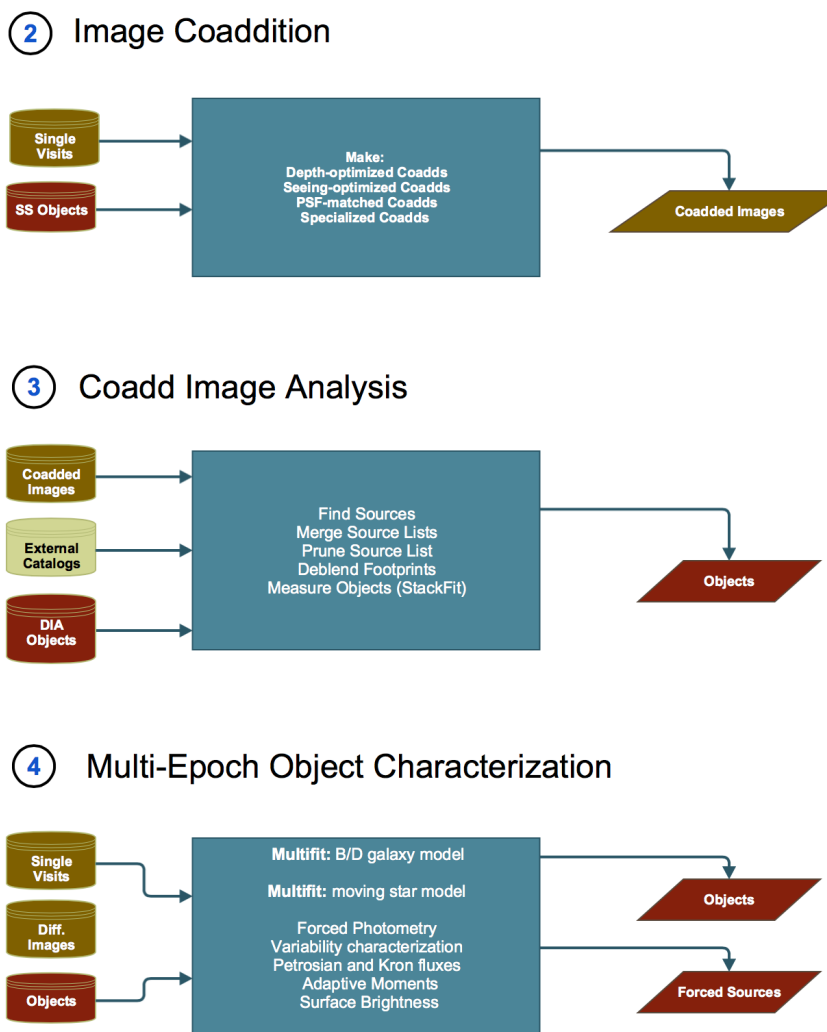 2 Image Coaddition
Single
Visits
SS Objects
Make:
Depth-optimized Coadds
Seeing-optimized Coadds
PSF-matched Coadds
Specialized Coadds
Coadded Images
3 Coadd Image Analysis
Coadded
Images
External
Catalogs
DIA
Objects
Find Sources
Merge Source Lists
Prune Source List
Deblend Footprints
Measure Objects (StackFit)
Objects
4 Multi-Epoch Object Characterization
Single
Visits
Diff.
Images
Objects
Multifit: B/D galaxy model
Multifit: moving star model
Forced Photometry
Variability characterization
Petrosian and Kron fluxes
Adaptive Moments
Surface Brightness
Objects
Forced Sources